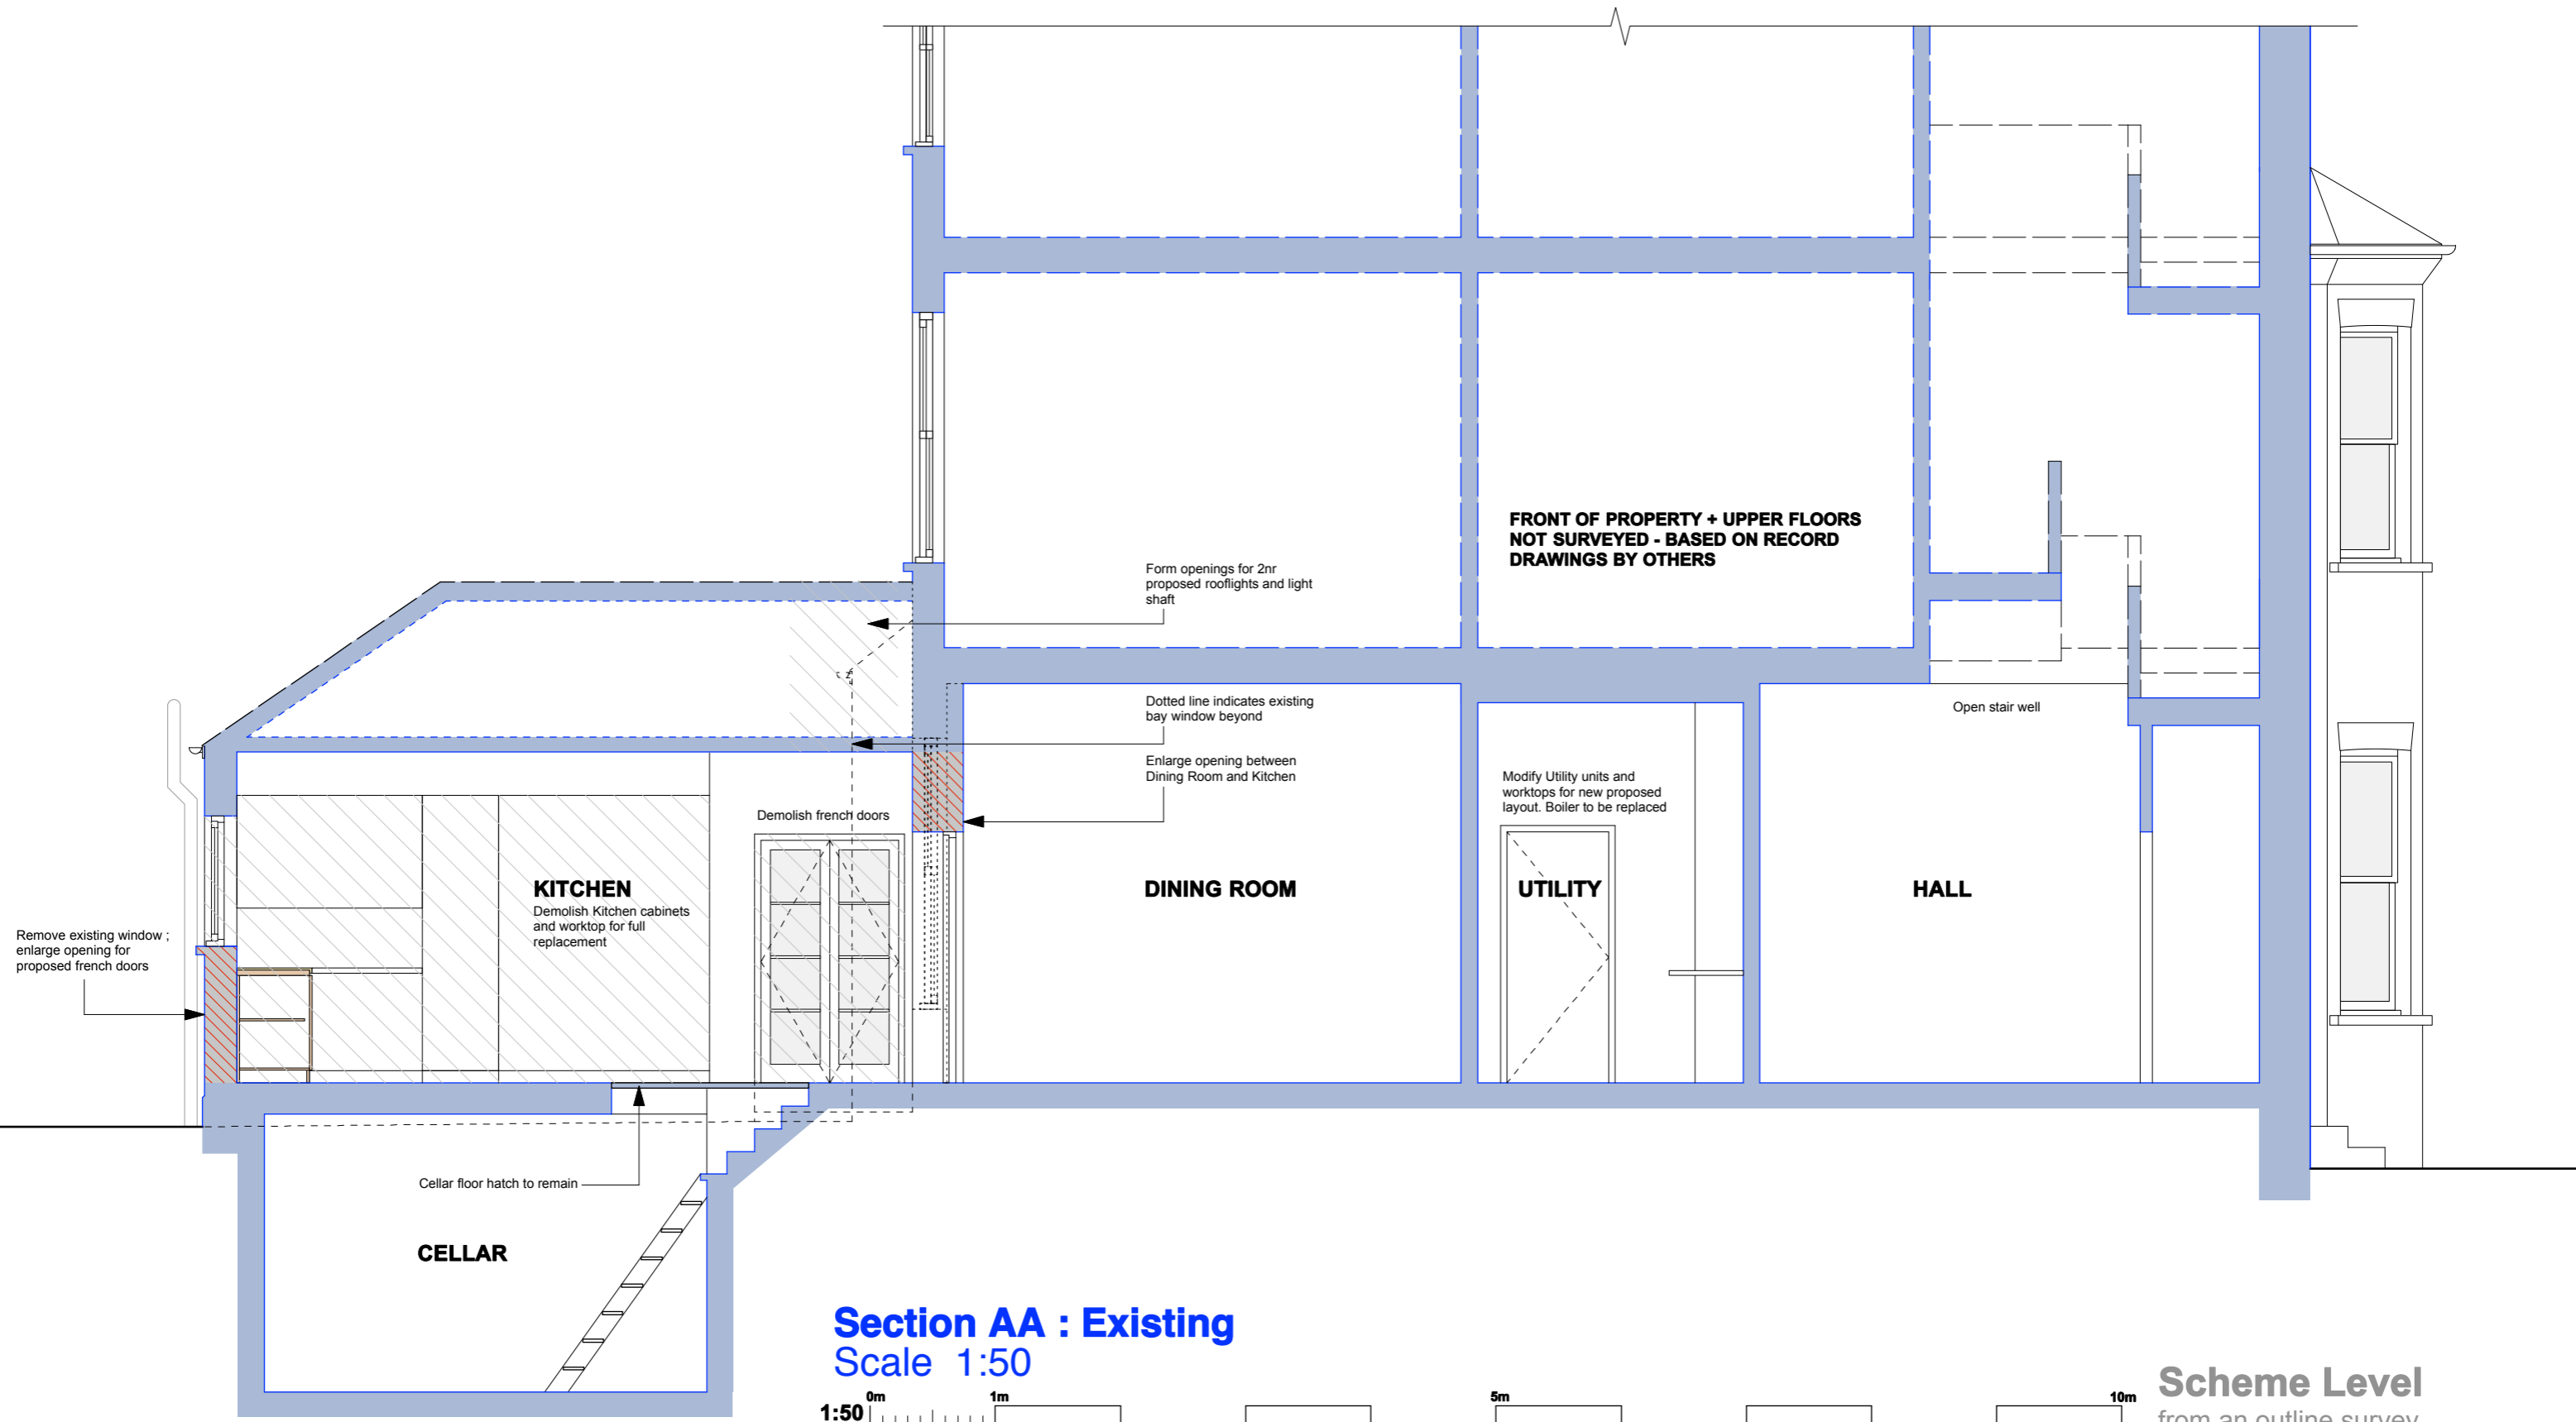 FRONT OF PROPERTY + UPPER FLOORS
NOT SURVEYED - BASED ON RECORD
DRAWINGS BY OTHERS
Form openings for 2nr
proposed rooflights and light
shaft
Dotted line indicates existing
bay window beyond
Open stair well
Enlarge opening between
Dining Room and Kitchen
Modify Utility units and
worktops for new proposed
layout. Boiler to be replaced
Demolish french doors
KITCHEN
Demolish Kitchen cabinets
and worktop for full
replacement
DINING ROOM
UTILITY
HALL
Remove existing window ;
enlarge opening for
proposed french doors
Cellar floor hatch to remain
CELLAR
Section AA : Existing
Scale 1:50
1:50
0m
1m
5m
10m
Scheme Level
from an outline survey